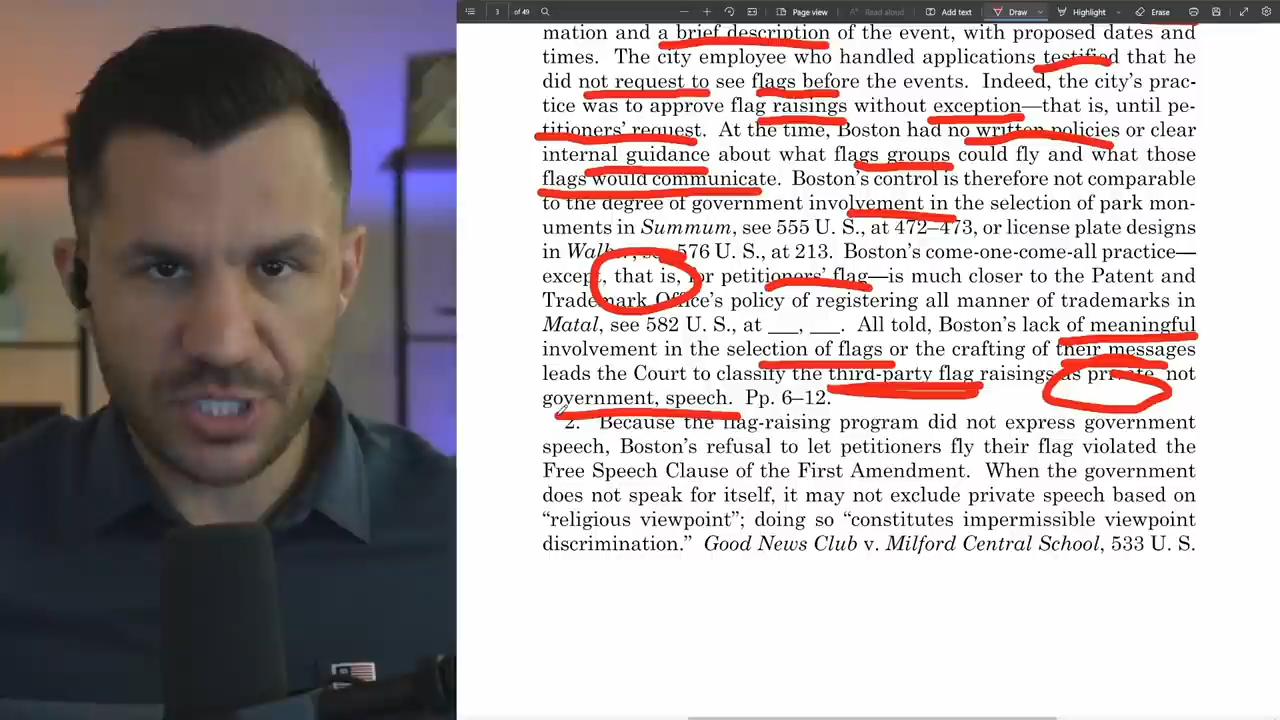 3 of 49 Page view Read aloud Add text Draw Highlight Erase
mation and a brief description of the event, with proposed dates and
times. The city employee who handled applications testified that he
did not request to see flags before the events. Indeed, the city's prac-
tice was to approve flag raisings without exception—that is, until pe-
titioners' request. At the time, Boston had no written policies or clear
internal guidance about what flags groups could fly and what those
flags would communicate. Boston's control is therefore not comparable
to the degree of government involvement in the selection of park mon-
uments in Summum, see 555 U. S., at 472–473, or license plate designs
in 576 U. S., at 213. Boston's come-one-come-all practice—
except, that is, for petitioners' flag—is much closer to the Patent and
Trademark Office's policy of registering all manner of trademarks in
Matal, see 582 U. S., at ___, ___. All told, Boston's lack of meaningful
involvement in the selection of flags or the crafting of their messages
leads the Court to classify the third-party flag raisings as private, not
government, speech. Pp. 6–12.
2. Because the flag-raising program did not express government
speech, Boston's refusal to let petitioners fly their flag violated the
Free Speech Clause of the First Amendment. When the government
does not speak for itself, it may not exclude private speech based on
“religious viewpoint”; doing so “constitutes impermissible viewpoint
discrimination.” Good News Club v. Milford Central School, 533 U. S.